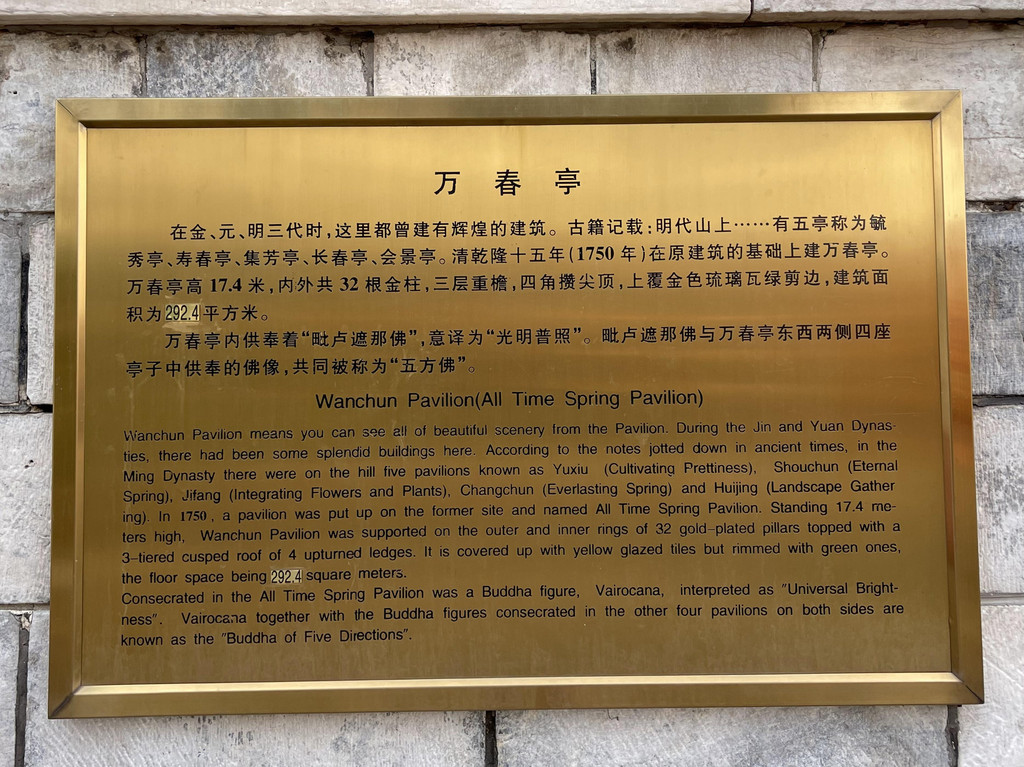 万春亭
在金、元、明三代时，这里都曾建有辉煌的建筑。古籍记载：明代山上……有五亭称为毓
秀亭、寿春亭、集芳亭、长春亭、会景亭。清乾隆十五年(1750年)在原建筑的基础上建万春亭。
万春亭高17.4米，内外共32根金柱，三层重檐，四角攒尖顶，上覆金色琉璃瓦绿剪边，建筑面
积为292.4平方米。
万春亭内供奉着“毗卢遮那佛”，意译为“光明普照”。毗卢遮那佛与万春亭东西两侧四座
亭子中供奉的佛像，共同被称为“五方佛”。
Wanchun Pavilion(All Time Spring Pavilion)
Wanchun Pavilion means you can see all of beautiful scenery from the Pavilion. During the Jin and Yuan Dynas-
ties, there had been some splendid buildings here. According to the notes jotted down in ancient times, in the
Ming Dynasty there were on the hill five pavilions known as Yuxiu (Cultivating Prettiness), Shouchun (Eternal
Spring), Jifang (Integrating Flowers and Plants), Changchun (Everlasting Spring) and Huijing (Landscape Gather
ing). In 1750, a pavilion was put up on the former site and named All Time Spring Pavilion. Standing 17.4 me-
ters high, Wanchun Pavilion was supported on the outer and inner rings of 32 gold-plated pillars topped with a
3-tiered cusped roof of 4 upturned ledges. It is covered up with yellow glazed tiles but rimmed with green ones,
the floor space being 292.4 square meters.
Consecrated in the All Time Spring Pavilion was a Buddha figure, Vairocana, interpreted as "Universal Bright-
ness". Vairocana together with the Buddha figures consecrated in the other four pavilions on both sides are
known as the "Buddha of Five Directions".